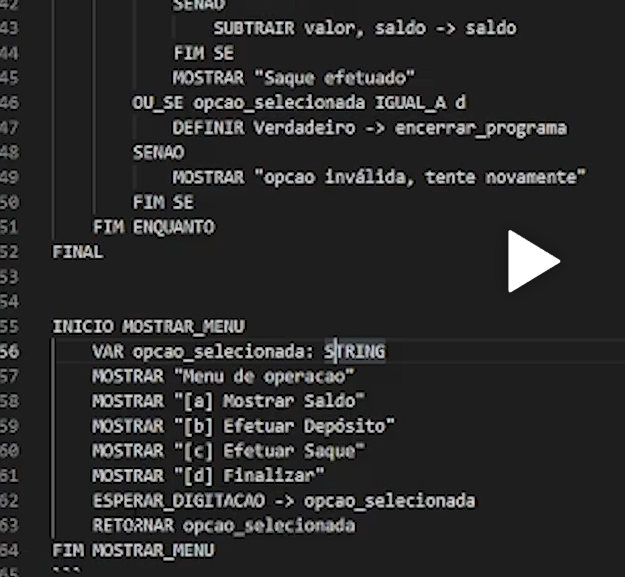 42 SENAO
43 SUBTRAIR valor, saldo -> saldo
44 FIM SE
45 MOSTRAR "Saque efetuado"
46 OU_SE opcao_selecionada IGUAL_A d
47 DEFINIR Verdadeiro -> encerrar_programa
48 SENAO
49 MOSTRAR "opcao inválida, tente novamente"
50 FIM SE
51 FIM ENQUANTO
52 FINAL
53
54
55 INICIO MOSTRAR_MENU
56 VAR opcao_selecionada: STRING
57 MOSTRAR "Menu de operacao"
58 MOSTRAR "[a] Mostrar Saldo"
59 MOSTRAR "[b] Efetuar Depósito"
60 MOSTRAR "[c] Efetuar Saque"
61 MOSTRAR "[d] Finalizar"
62 ESPERAR_DIGITACAO -> opcao_selecionada
63 RETORNAR opcao_selecionada
64 FIM MOSTRAR_MENU
65 ```